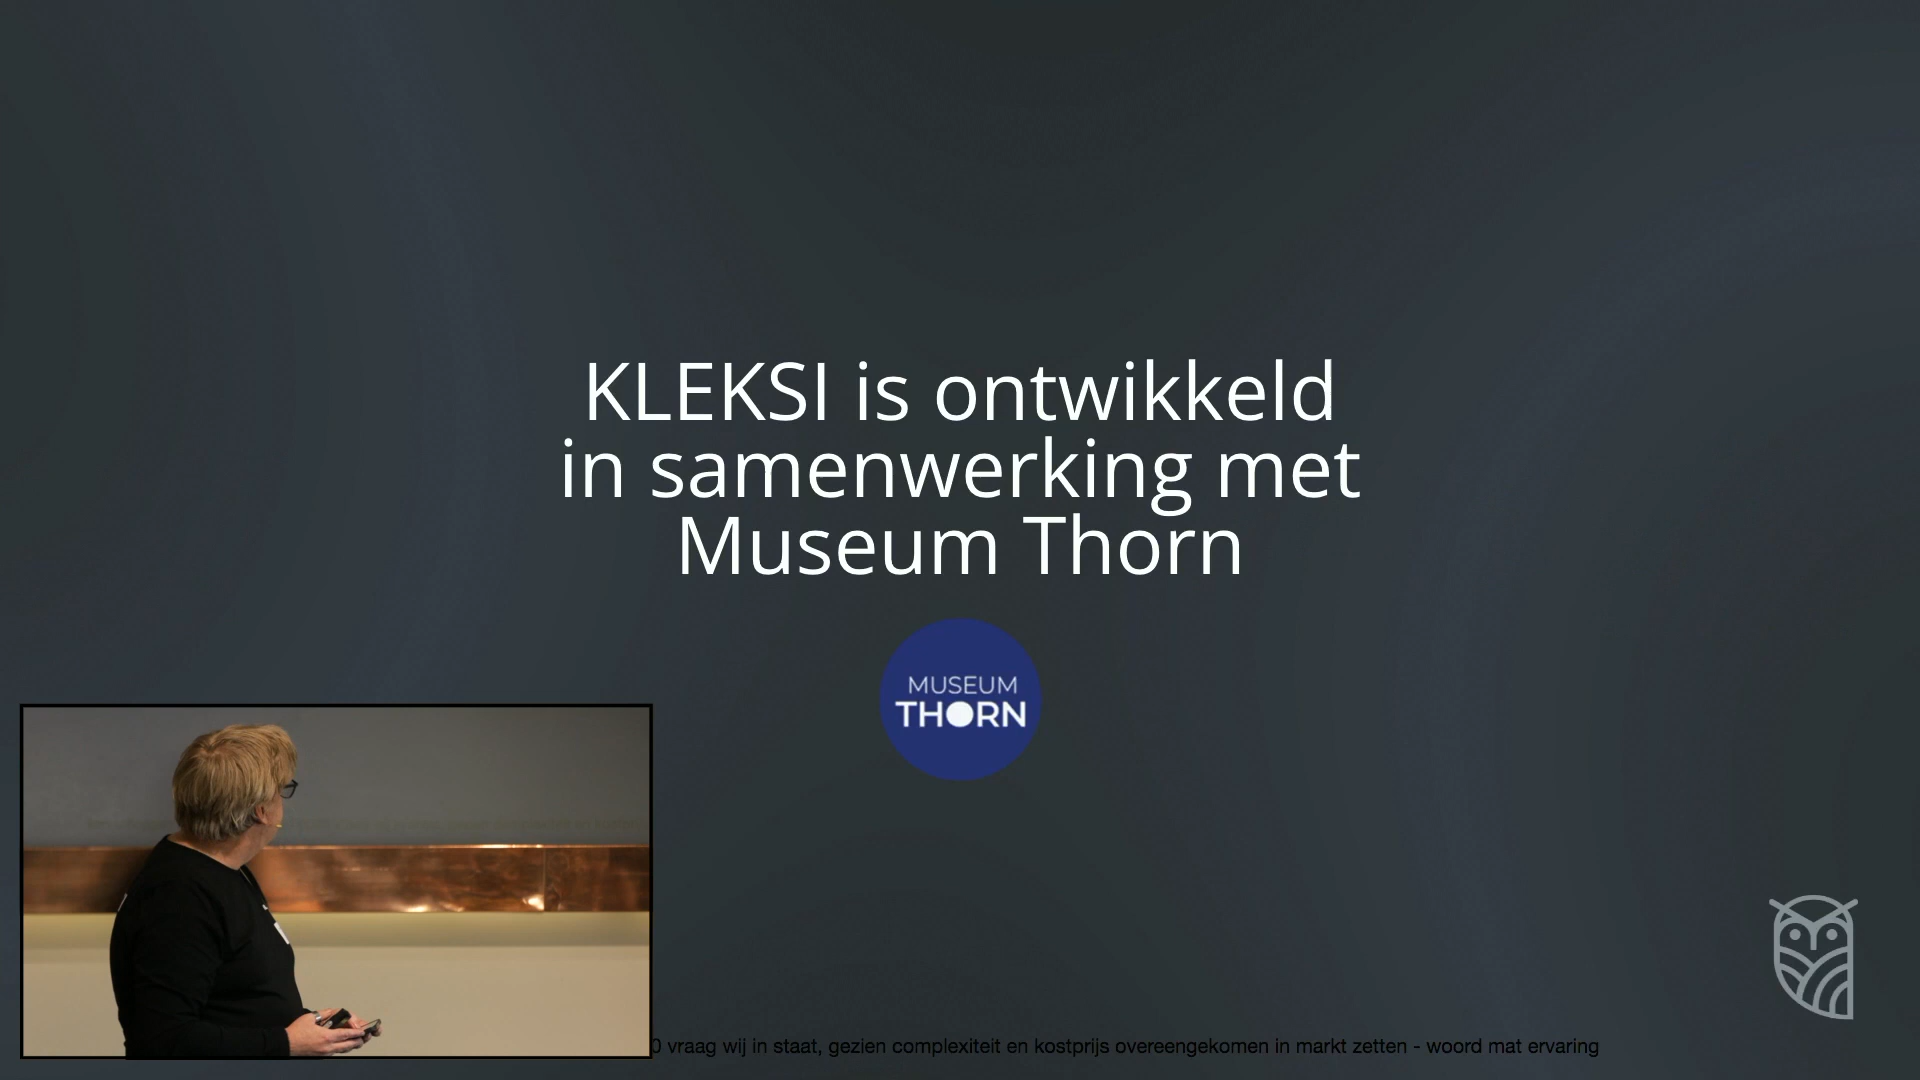 KLEKSI is ontwikkeld
in samenwerking met
Museum Thorn
MUSEUM
THORN
0 vraag wij in staat, gezien complexiteit en kostprijs overeengekomen in markt zetten - woord mat ervaring